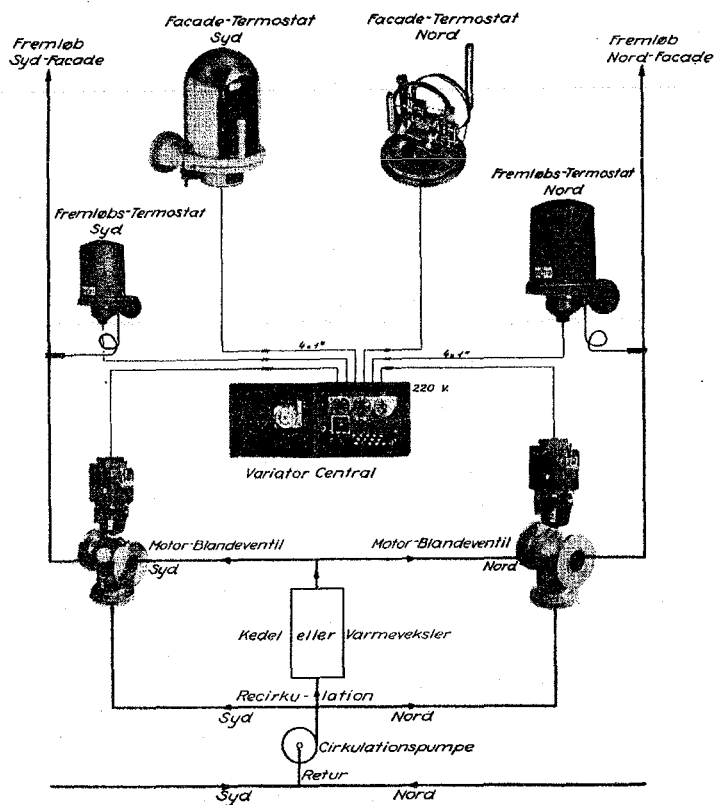 Fremløb
Syd-Facade
Facade-Termostat
Syd
Facade-Termostat
Nord
Fremløb
Nord-Facade
Fremløbs-Termostat
Syd
Fremløbs-Termostat
Nord
4×1"
4×1"
220 V.
Variator Central
Motor-Blandeventil
Syd
Motor-Blandeventil
Nord
Kedel eller Varmeveksler
Recirku-lation
Syd
Nord
Cirkulationspumpe
Retur
Syd
Nord